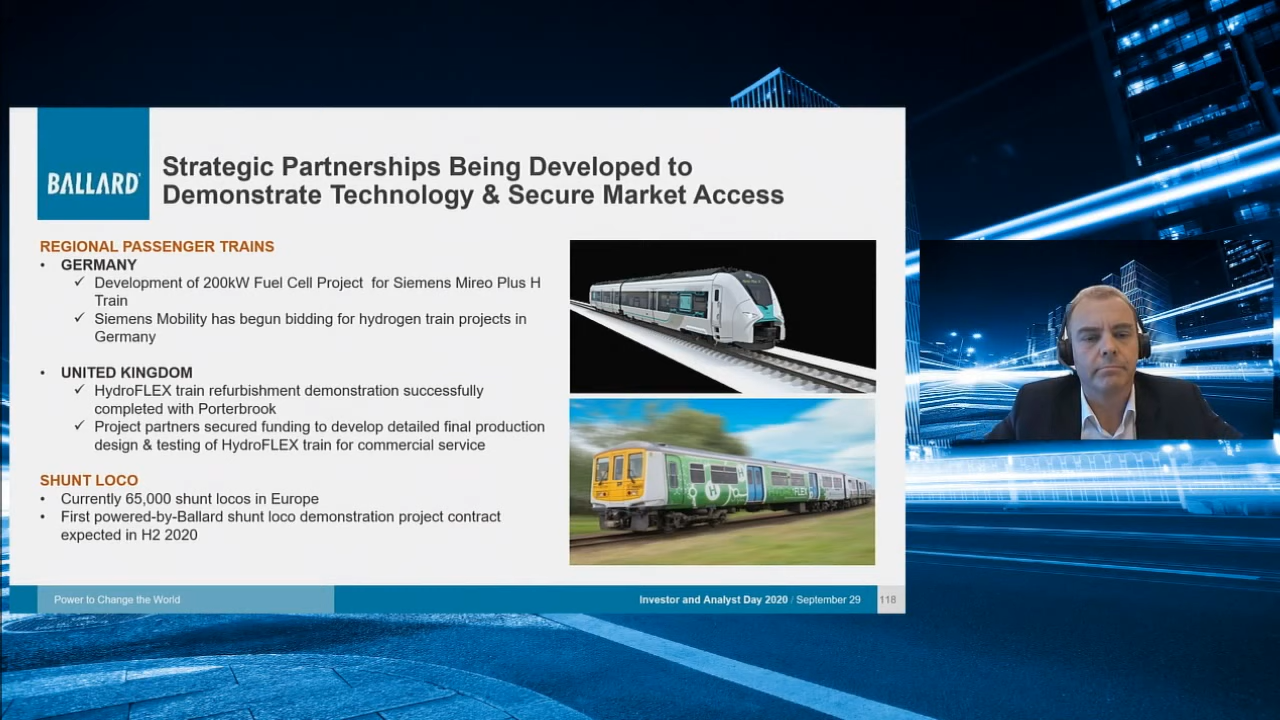 BALLARD
Strategic Partnerships Being Developed to
Demonstrate Technology & Secure Market Access
REGIONAL PASSENGER TRAINS
• GERMANY
✓ Development of 200kW Fuel Cell Project for Siemens Mireo Plus H
Train
✓ Siemens Mobility has begun bidding for hydrogen train projects in
Germany
• UNITED KINGDOM
✓ HydroFLEX train refurbishment demonstration successfully
completed with Porterbrook
✓ Project partners secured funding to develop detailed final production
design & testing of HydroFLEX train for commercial service
SHUNT LOCO
• Currently 65,000 shunt locos in Europe
• First powered-by-Ballard shunt loco demonstration project contract
expected in H2 2020
H
FLEX
Power to Change the World
Investor and Analyst Day 2020 / September 29
118